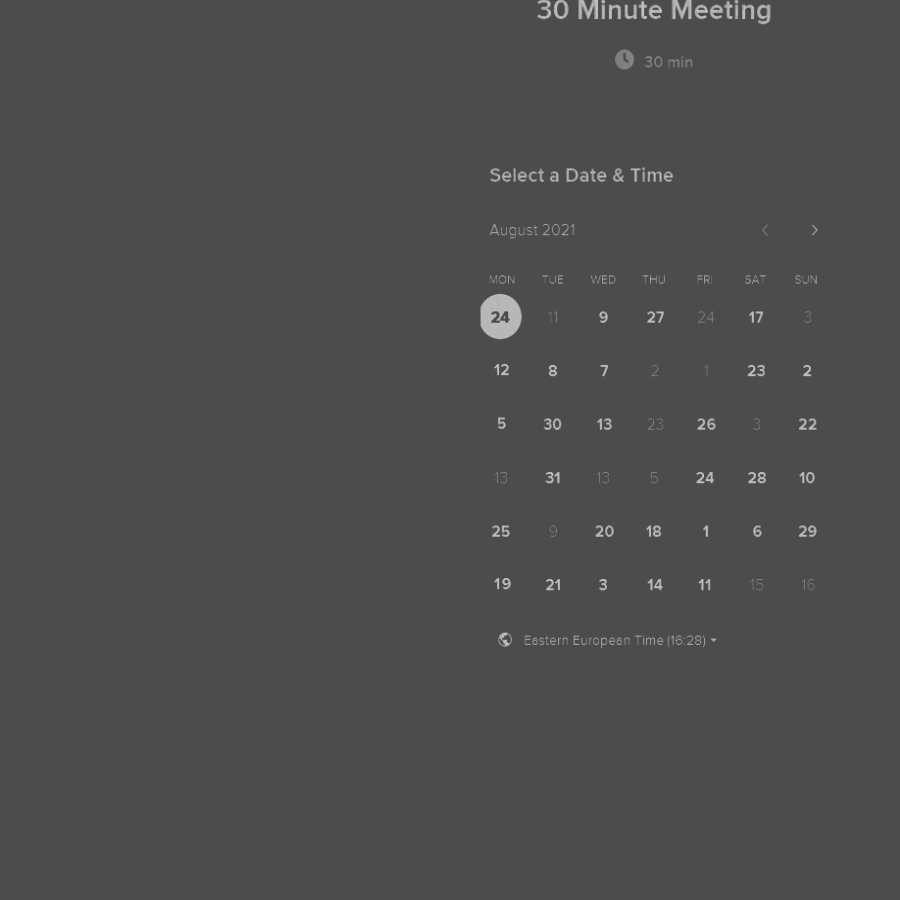 30 Minute Meeting
30 min
Select a Date & Time
August 2021
MON TUE WED THU FRI SAT SUN
24 11 9 27 24 17 3
12 8 7 2 1 23 2
5 30 13 23 26 3 22
13 31 13 5 24 28 10
25 9 20 18 1 6 29
19 21 3 14 11 15 16
Eastern European Time (16:28)